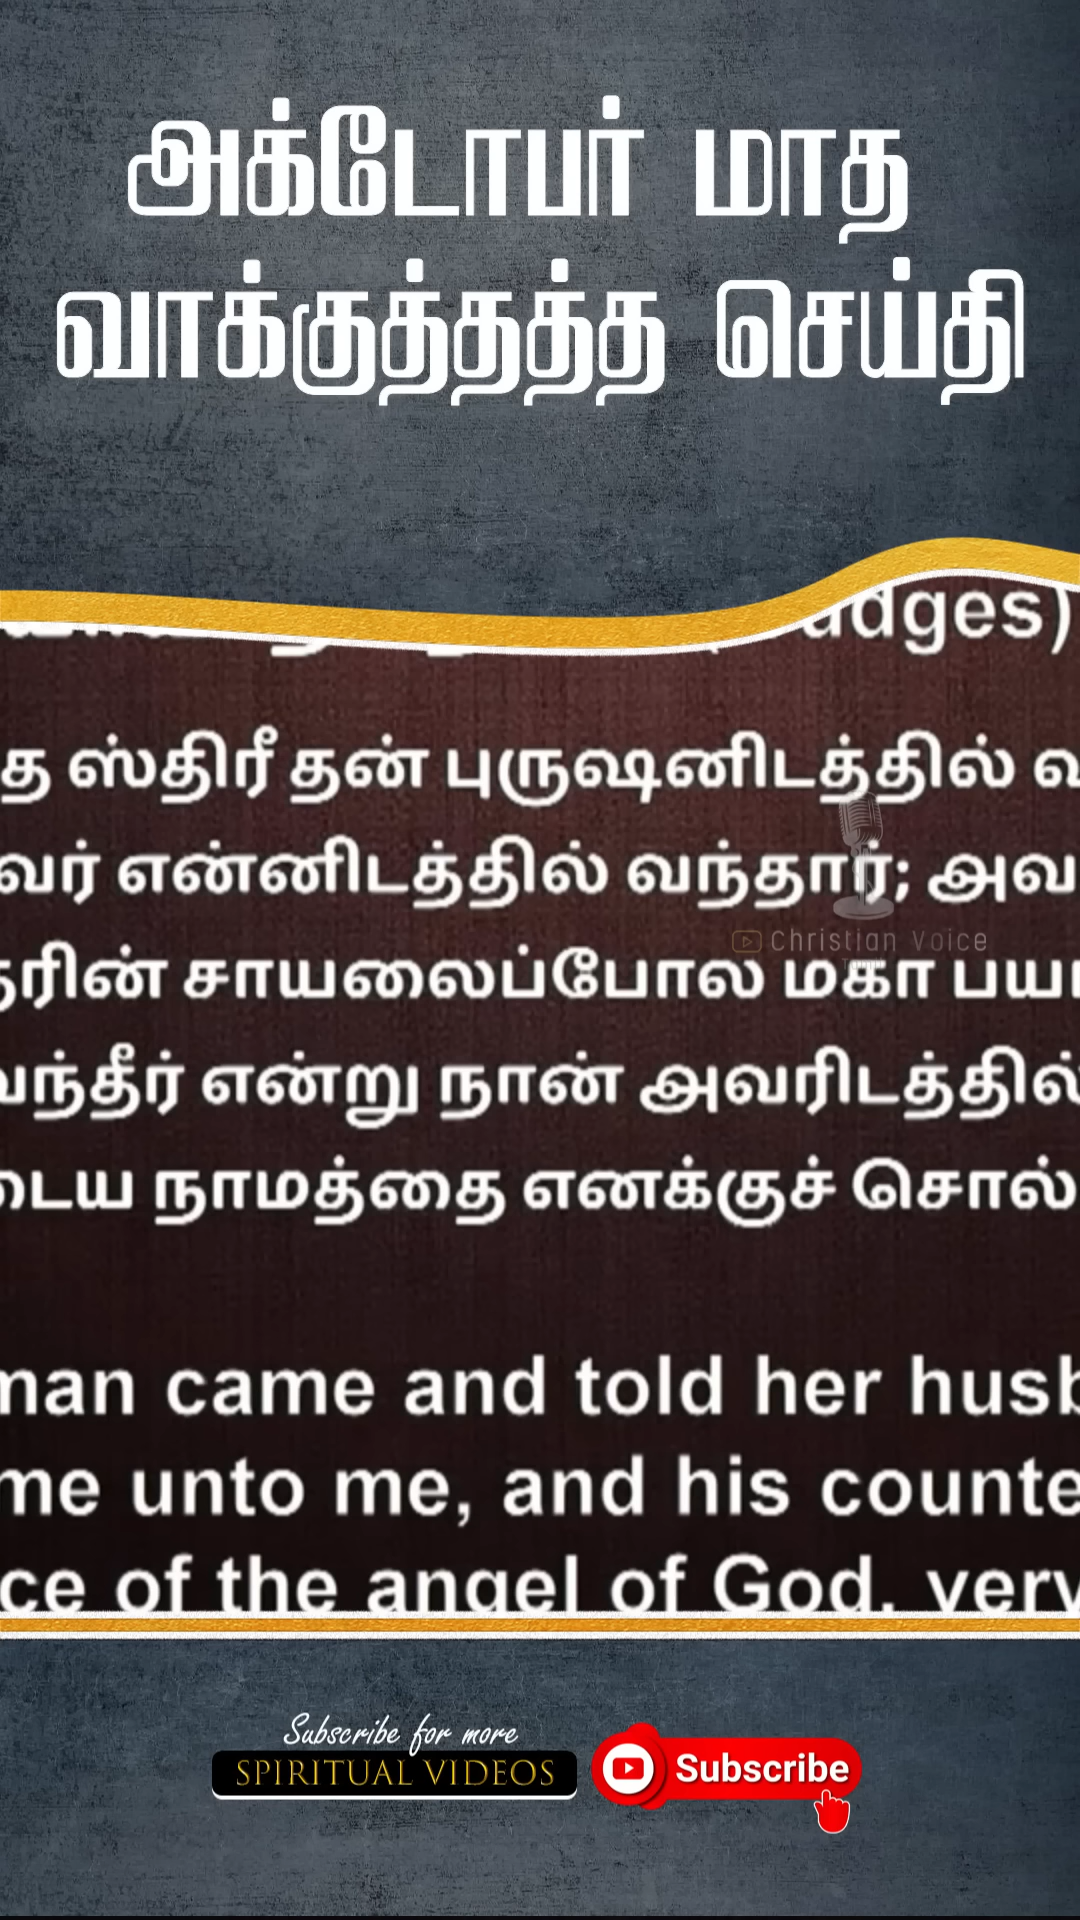 அக்டோபர் மாத
வாக்குத்தத்த செய்தி
udges)
த ஸ்திரீ தன் புருஷனிடத்தில் வ
வர் என்னிடத்தில் வந்தார்; அவ
தரின் சாயலைப்போல மகா பய
Christian Voice
வந்தீர் என்று நான் அவரிடத்தில்
டைய நாமத்தை எனக்குச் சொல்
man came and told her husb
me unto me, and his counte
ce of the angel of God, very
Subscribe for more
SPIRITUAL VIDEOS
Subscribe